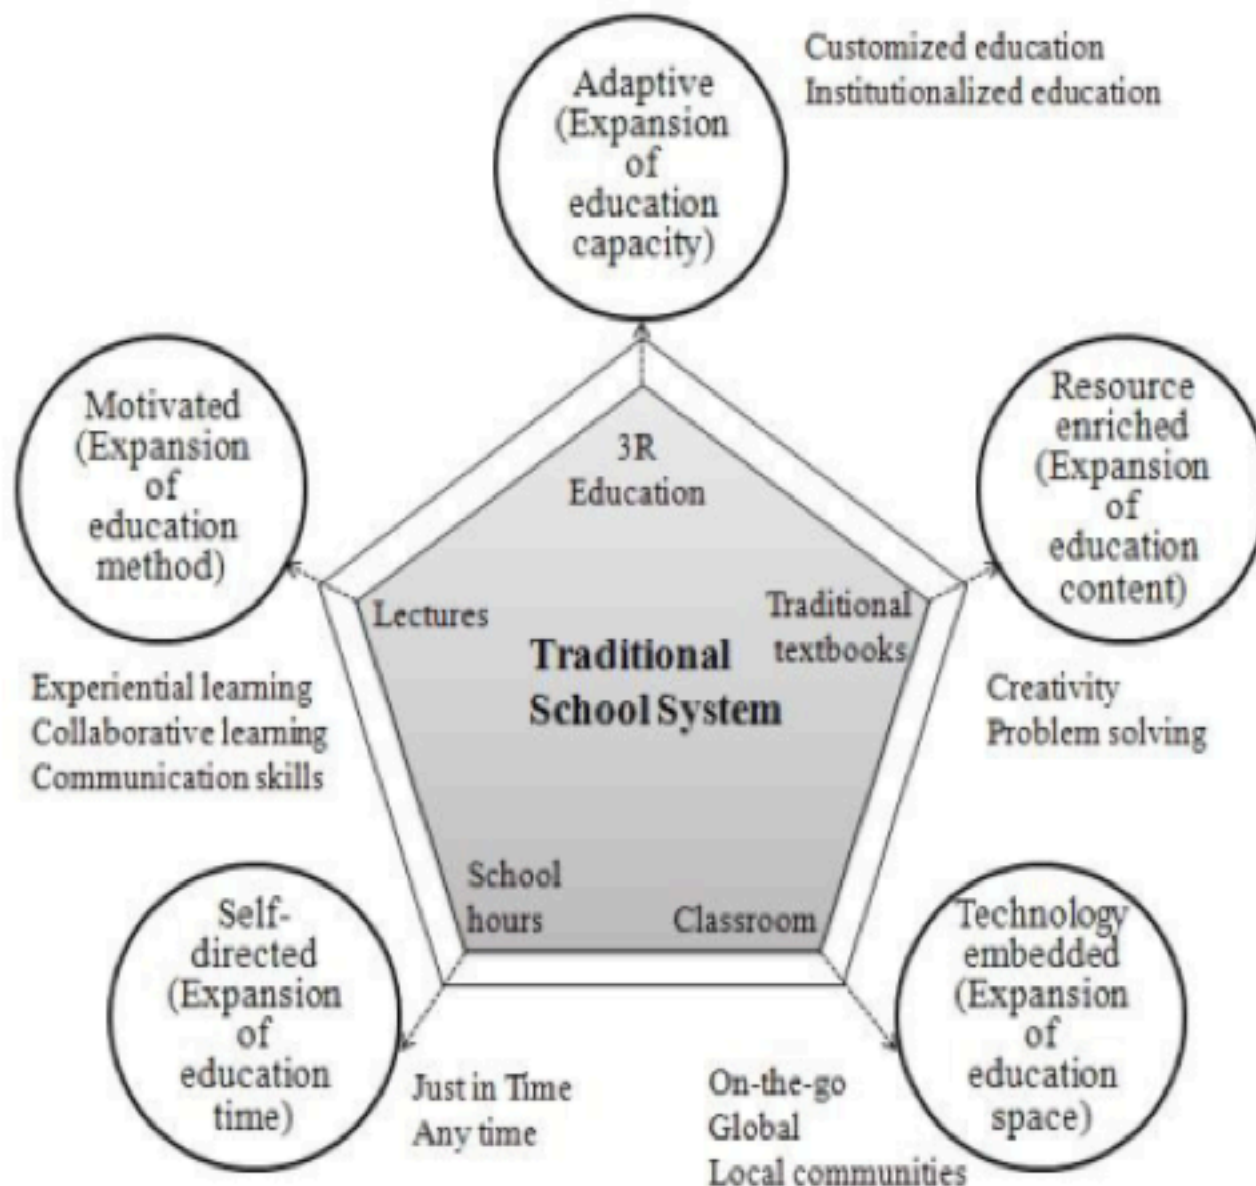 Adaptive
(Expansion
of
education
capacity)
Customized education
Institutionalized education
Motivated
(Expansion
of
education
method)
Resource
enriched
(Expansion
of
education
content)
3R
Education
Lectures
Traditional
textbooks
Traditional
School System
Experiential learning
Collaborative learning
Communication skills
Creativity
Problem solving
School
hours
Classroom
Self-
directed
(Expansion
of
education
time)
Technology
embedded
(Expansion
of
education
space)
Just in Time
Any time
On-the-go
Global
Local communities